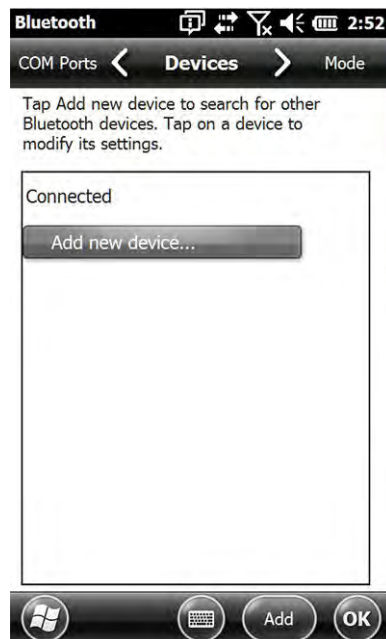 Bluetooth 2:52
COM Ports Devices Mode
Tap Add new device to search for other
Bluetooth devices. Tap on a device to
modify its settings.
Connected
Add new device...
Add OK